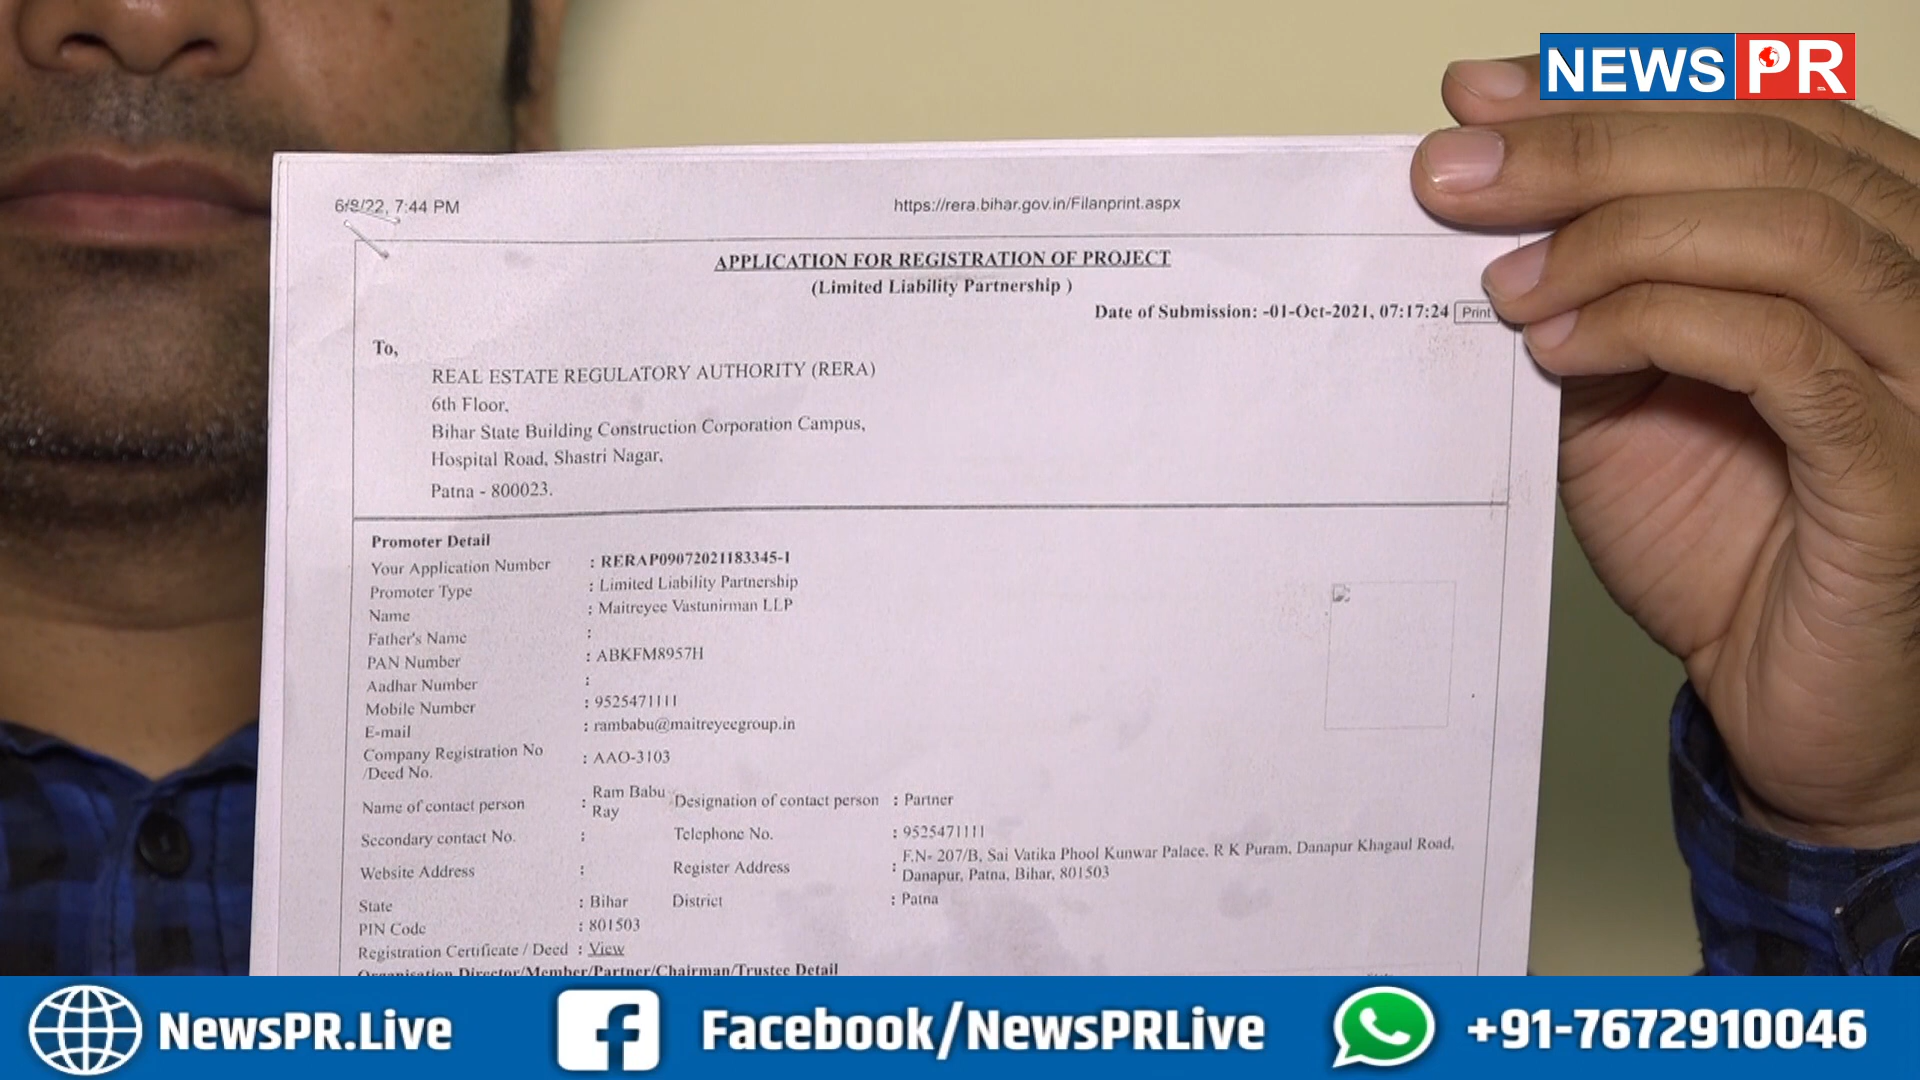 NEWS PR
6/8/22, 7:44 PM
https://rera.bihar.gov.in/Filanprint.aspx
APPLICATION FOR REGISTRATION OF PROJECT
(Limited Liability Partnership )
Date of Submission: -01-Oct-2021, 07:17:24 Print
To,
REAL ESTATE REGULATORY AUTHORITY (RERA)
6th Floor,
Bihar State Building Construction Corporation Campus,
Hospital Road, Shastri Nagar,
Patna - 800023.
Promoter Detail
Your Application Number : RERAP09072021183345-1
Promoter Type : Limited Liability Partnership
Name : Maitreyee Vastunirman LLP
Father's Name :
PAN Number : ABKFM8957H
Aadhar Number :
Mobile Number : 9525471111
E-mail : rambabu@maitreyeegroup.in
Company Registration No /Deed No. : AAO-3103
Name of contact person : Ram Babu Ray Designation of contact person : Partner
Secondary contact No. : Telephone No. : 9525471111
Website Address : Register Address : F.N- 207/B, Sai Vatika Phool Kunwar Palace, R K Puram, Danapur Khagaul Road, Danapur, Patna, Bihar, 801503
State : Bihar District : Patna
PIN Code : 801503
Registration Certificate / Deed : View
Organisation Director/Member/Partner/Chairman/Trustee Detail
NewsPR.Live Facebook/NewsPRLive +91-7672910046